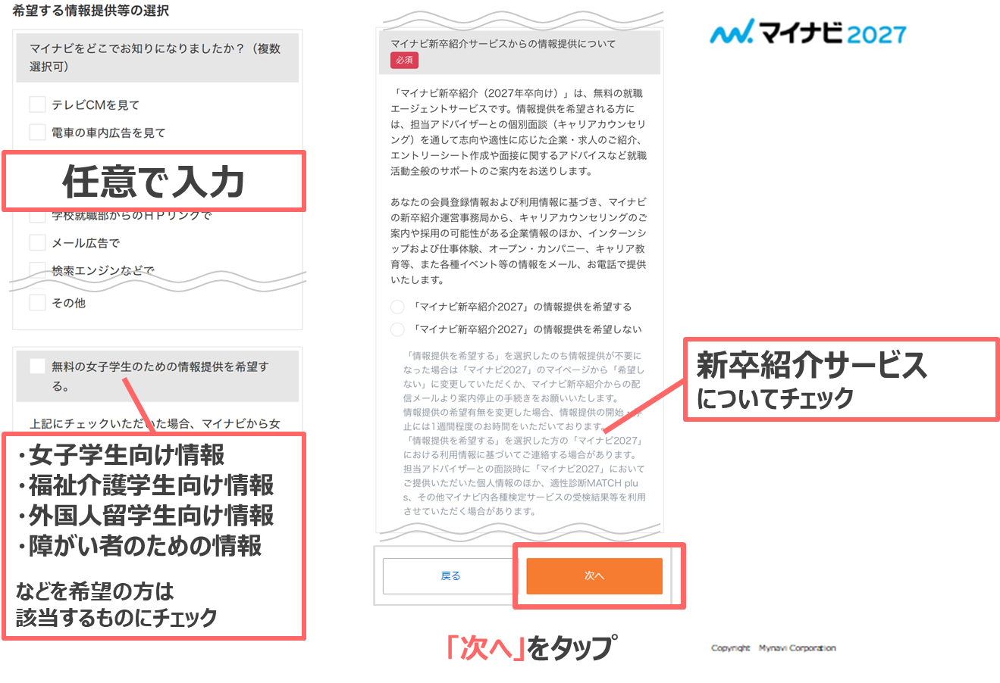 希望する情報提供等の選択
マイナビをどこでお知りになりましたか？（複数
選択可）
テレビCMを見て
電車の車内広告を見て
任意で入力
学校就職部からのＨＰリンクで
メール広告で
検索エンジンなどで
その他
無料の女子学生のための情報提供を希望す
る。
上記にチェックいただいた場合、マイナビから女
・女子学生向け情報
・福祉介護学生向け情報
・外国人留学生向け情報
・障がい者のための情報
などを希望の方は
該当するものにチェック
マイナビ新卒紹介サービスからの情報提供について
必須
「マイナビ新卒紹介（2027年卒向け）」は、無料の就職
エージェントサービスです。情報提供を希望される方に
は、担当アドバイザーとの個別面談（キャリアカウンセリ
ング）を通して志向や適性に応じた企業・求人のご紹介、
エントリーシート作成や面接に関するアドバイスなど就職
活動全般のサポートのご案内をお送りします。
あなたの会員登録情報および利用情報に基づき、マイナビ
の新卒紹介運営事務局から、キャリアカウンセリングのご
案内や採用の可能性がある企業情報のほか、インターンシ
ップおよび仕事体験、オープン・カンパニー、キャリア教
育等、また各種イベント等の情報をメール、お電話で提供
いたします。
「マイナビ新卒紹介2027」の情報提供を希望する
「マイナビ新卒紹介2027」の情報提供を希望しない
「情報提供を希望する」を選択したのち情報提供が不要に
なった場合は「マイナビ2027」のマイページから「希望し
ない」に変更していただくか、マイナビ新卒紹介からの配
信メールより案内停止の手続きをお願いいたします。
情報提供の希望有無を変更した場合、情報提供の開始・停
止には1週間程度のお時間をいただいております。
「情報提供を希望する」を選択した方の「マイナビ2027」
における利用情報に基づいてご連絡する場合があります。
担当アドバイザーとの面談時に「マイナビ2027」において
ご提供いただいた個人情報のほか、適性診断MATCH plu
s、その他マイナビ内各種検定サービスの受検結果等を利用
させていただく場合があります。
戻る
次へ
「次へ」をタップ
マイナビ2027
新卒紹介サービス
についてチェック
Copyright Mynavi Corporation